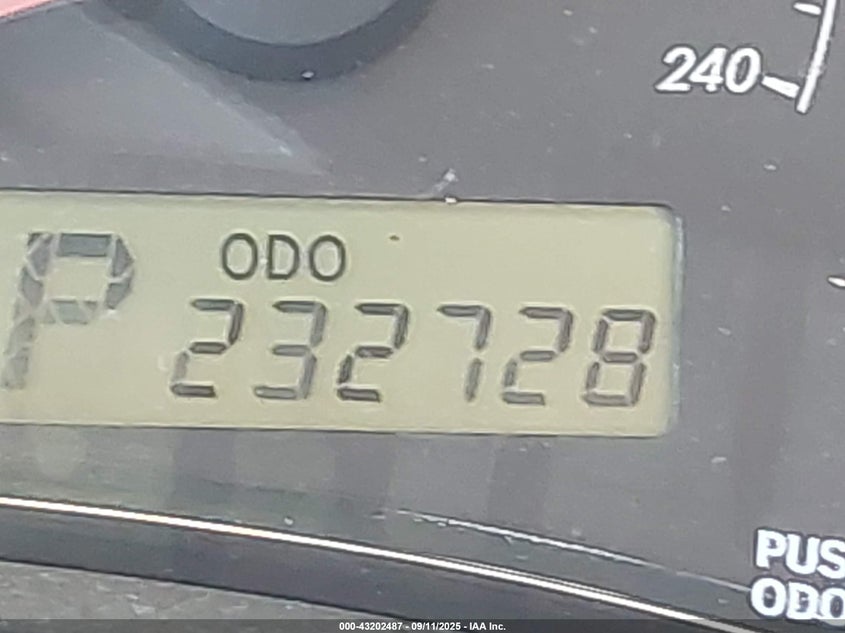 240
P ODO
232728
PUS
ODO
000-43202487 - 09/11/2025 - IAA Inc.